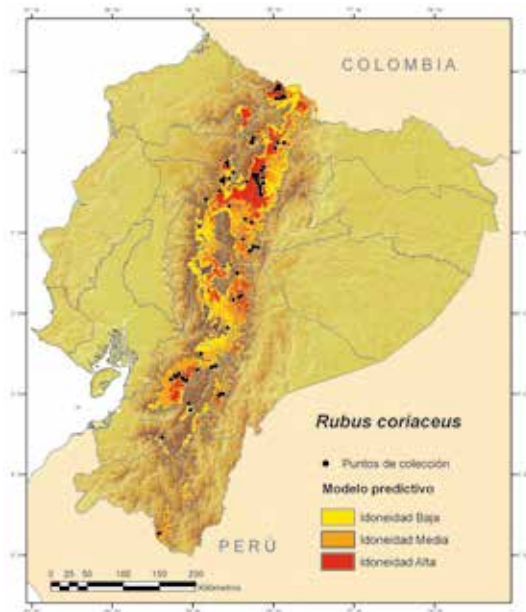 COLOMBIA
Rubus coriaceus
Puntos de colección
Modelo predictivo
Idoneidad Baja
Idoneidad Media
Idoneidad Alta
PERÚ
0 25 50 100 150 200
Kilómetros